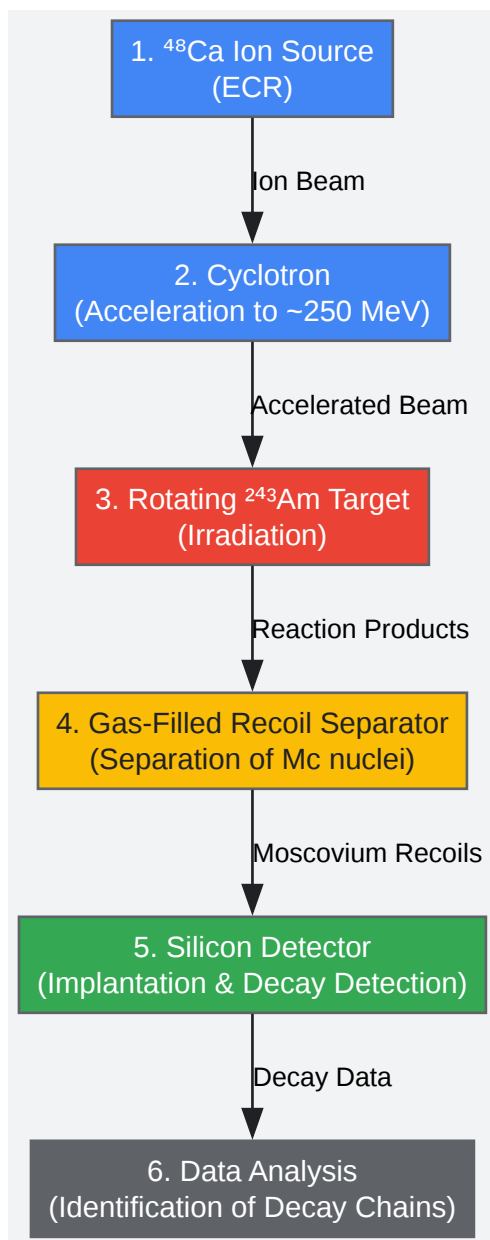 1. ⁴⁸Ca Ion Source
(ECR)
Ion Beam
2. Cyclotron
(Acceleration to ~250 MeV)
Accelerated Beam
3. Rotating ²⁴³Am Target
(Irradiation)
Reaction Products
4. Gas-Filled Recoil Separator
(Separation of Mc nuclei)
Moscovium Recoils
5. Silicon Detector
(Implantation & Decay Detection)
Decay Data
6. Data Analysis
(Identification of Decay Chains)